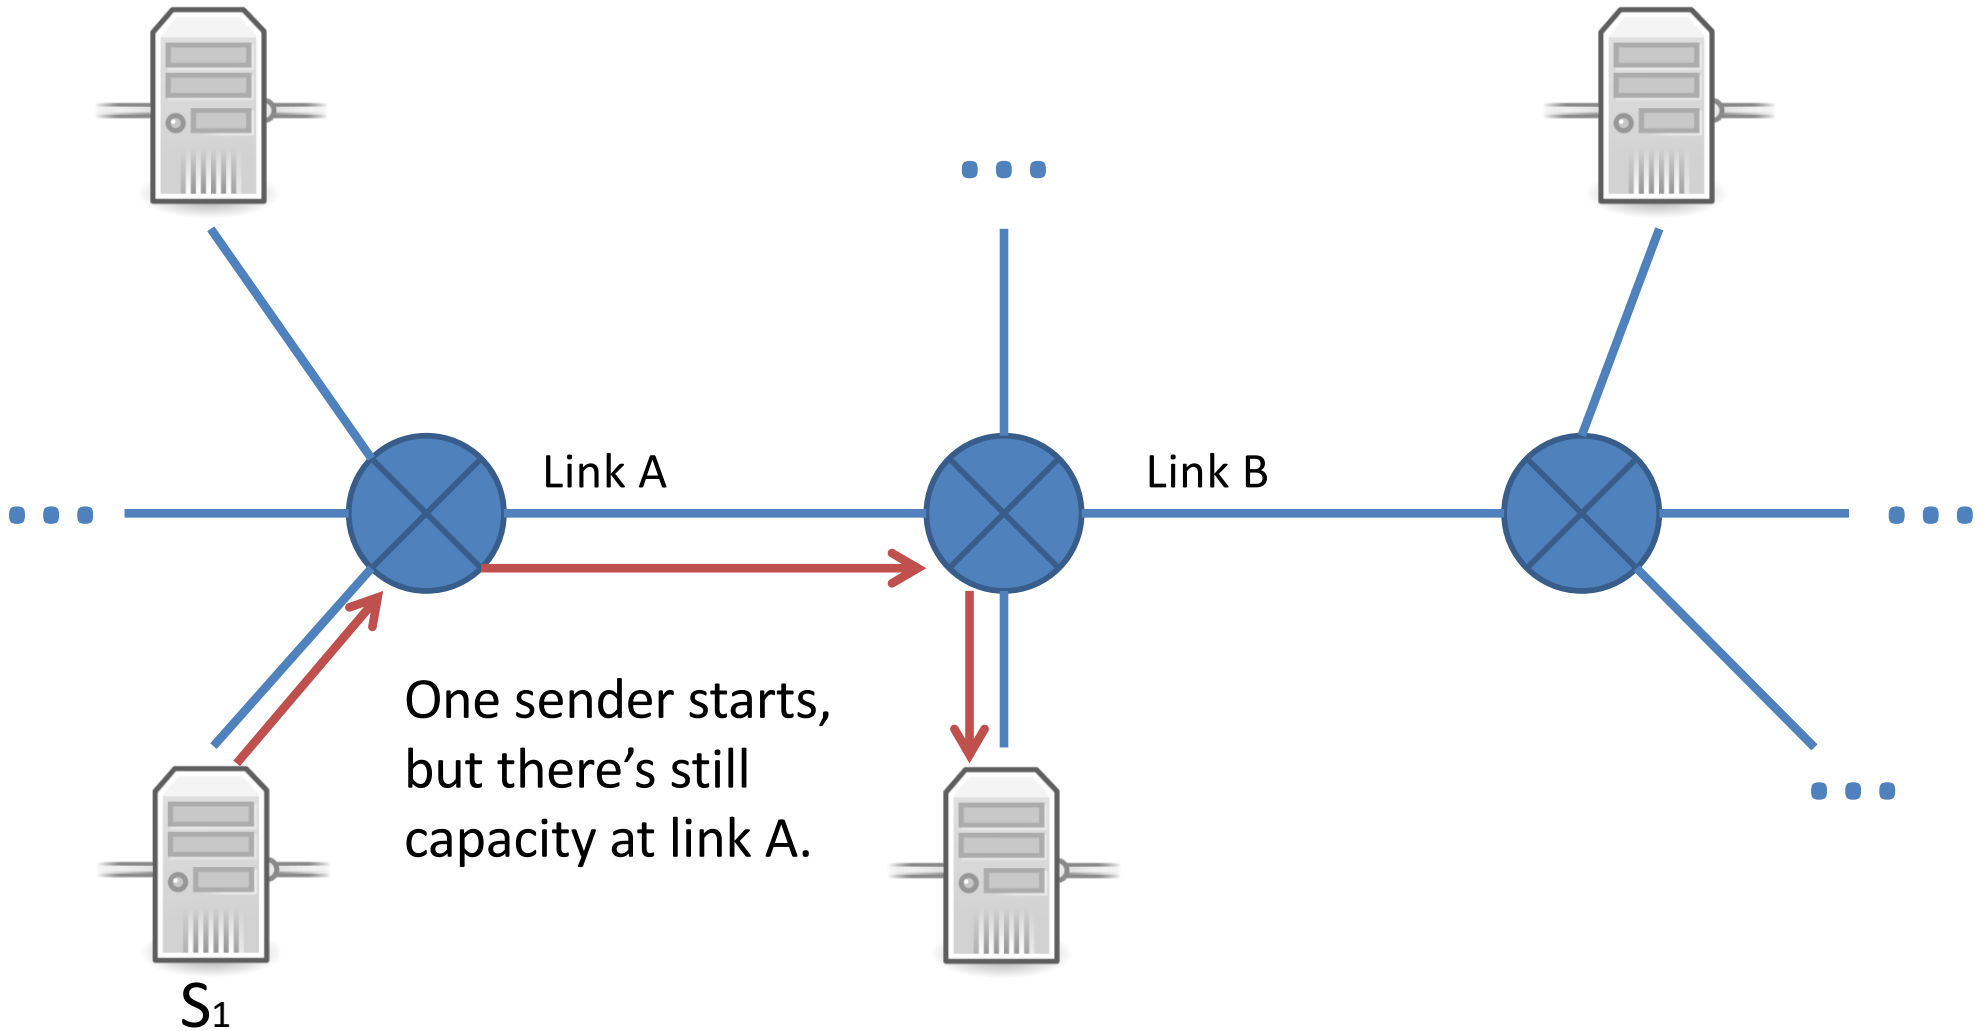 Link A
Link B
One sender starts,
but there’s still
capacity at link A.
S1